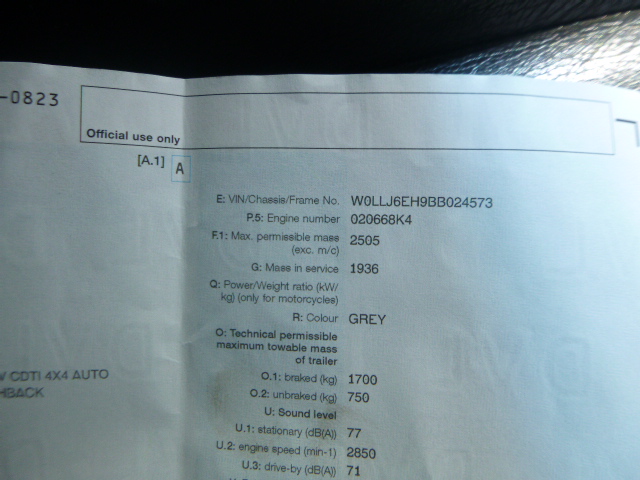 -0823
Official use only
[A.1] A
E: VIN/Chassis/Frame No. W0LLJ6EH9BB024573
P.5: Engine number 020668K4
F.1: Max. permissible mass 2505
(exc. m/c)
G: Mass in service 1936
Q: Power/Weight ratio (kW/
kg) (only for motorcycles)
R: Colour GREY
O: Technical permissible
maximum towable mass
of trailer
CDTI 4X4 AUTO
O.1: braked (kg) 1700
HBACK
O.2: unbraked (kg) 750
U: Sound level
U.1: stationary (dB(A)) 77
U.2: engine speed (min-1) 2850
U.3: drive-by (dB(A)) 71